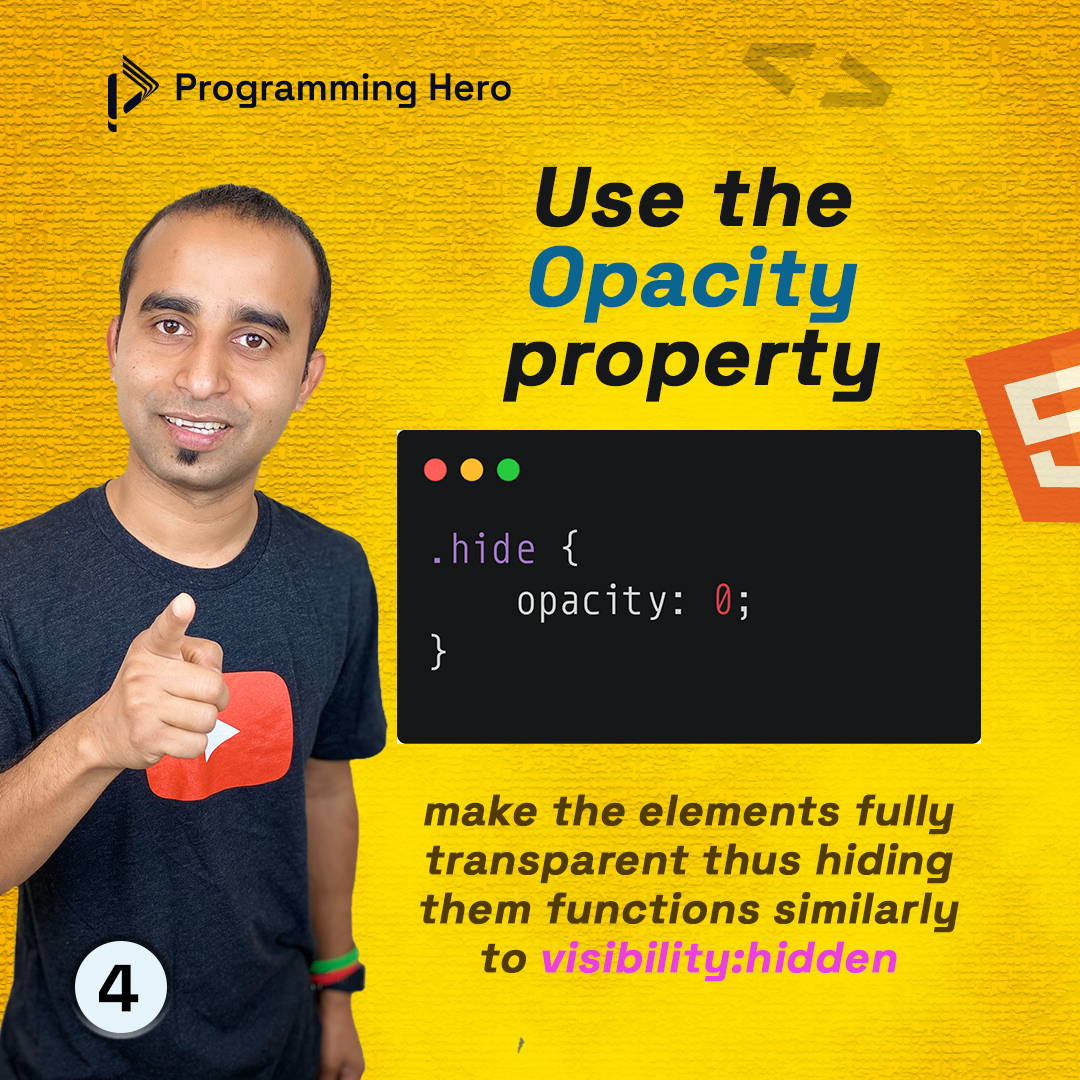 Programming Hero
Use the
Opacity
property
.hide {
    opacity: 0;
}
make the elements fully
transparent thus hiding
them functions similarly
to visibility:hidden
4